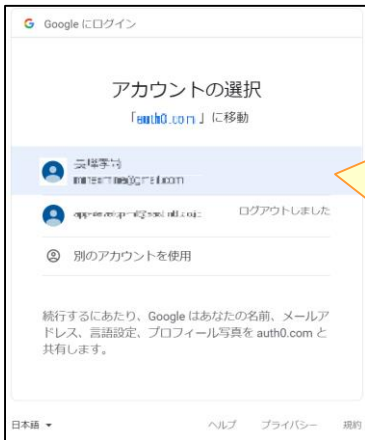 Google にログイン
アカウントの選択
「auth0.com」に移動
ログアウトしました
別のアカウントを使用
続行するにあたり、Google はあなたの名前、メールア
ドレス、言語設定、プロフィール写真を auth0.com と
共有します。
日本語
ヘルプ プライバシー 規約